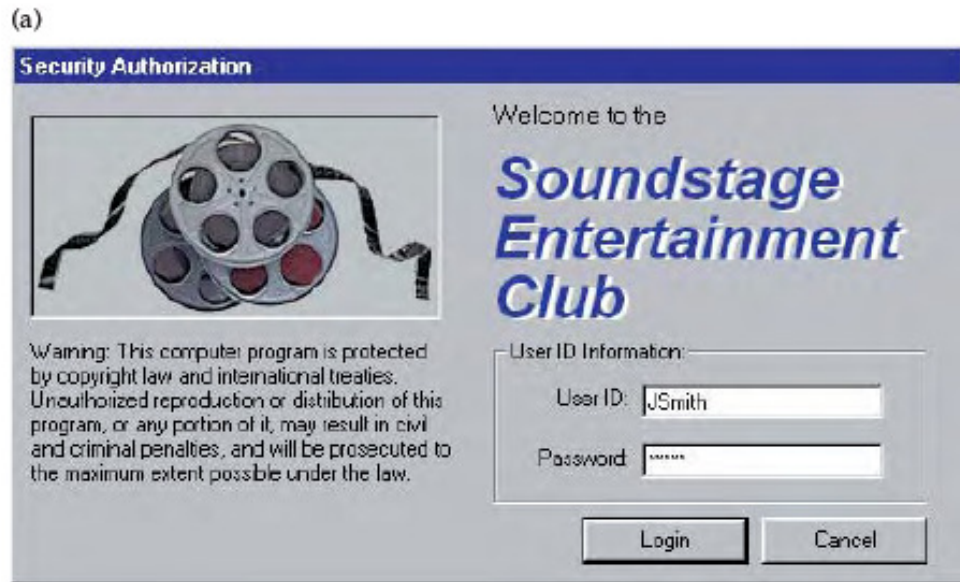 (a)
Security Authorization
Welcome to the
Soundstage
Entertainment
Club
Warning: This computer program is protected
by copyright law and international treaties.
Unauthorized reproduction or distribution of this
program, or any portion of it, may result in civil
and criminal penalties, and will be prosecuted to
the maximum extent possible under the law.
User ID Information:
User ID: JSmith
Password: *****
Login Cancel